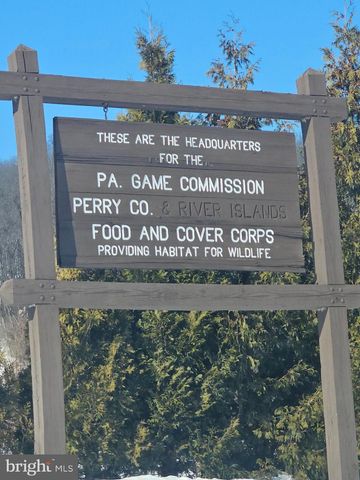 THESE ARE THE HEADQUARTERS
FOR THE
PA. GAME COMMISSION
PERRY CO. & RIVER ISLANDS
FOOD AND COVER CORPS
PROVIDING HABITAT FOR WILDLIFE
bright MLS